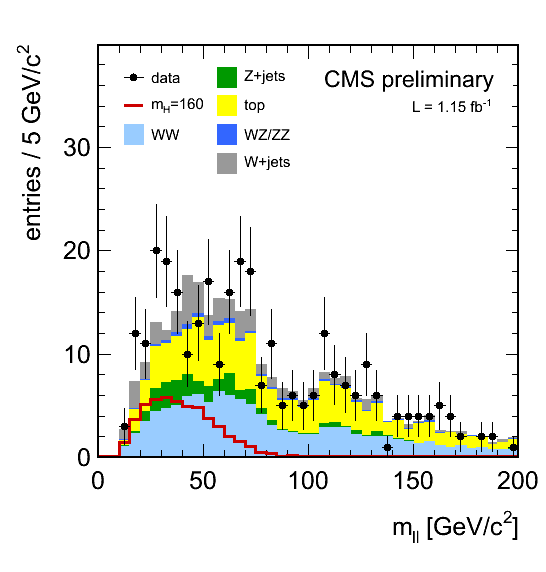 CMS preliminary
L = 1.15 fb⁻¹
data
m_H=160
WW
Z+jets
top
WZ/ZZ
W+jets
entries / 5 GeV/c²
30
20
10
0
0 50 100 150 200
m_ll [GeV/c²]